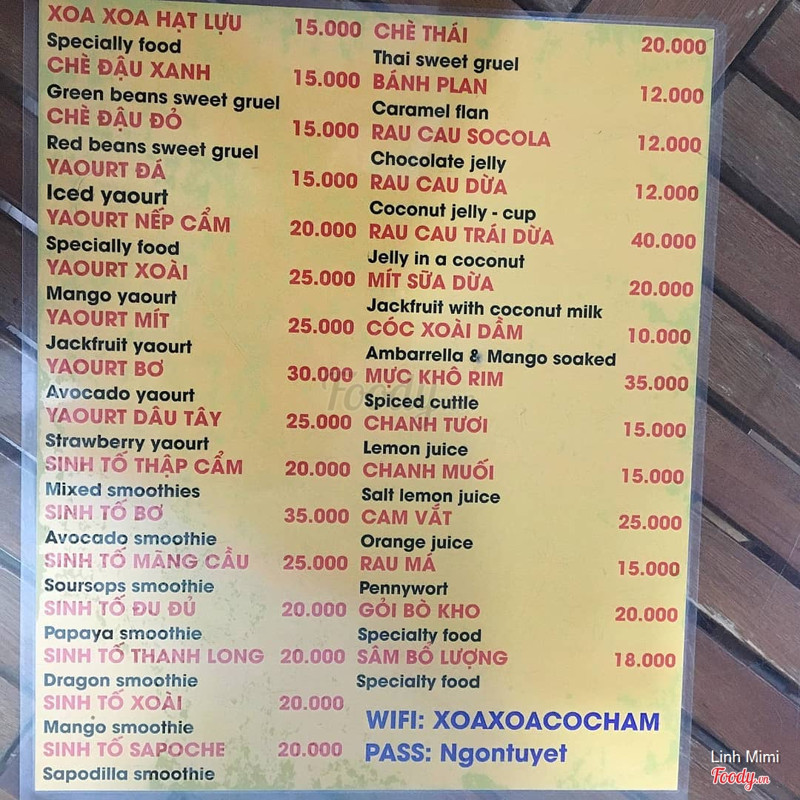 XOA XOA HẠT LỰU 15.000
Specially food
CHÈ ĐẬU XANH 15.000
Green beans sweet gruel
CHÈ ĐẬU ĐỎ 15.000
Red beans sweet gruel
YAOURT ĐÁ 15.000
Iced yaourt
YAOURT NẾP CẨM 20.000
Specially food
YAOURT XOÀI 25.000
Mango yaourt
YAOURT MÍT 25.000
Jackfruit yaourt
YAOURT BƠ 30.000
Avocado yaourt
YAOURT DÂU TÂY 25.000
Strawberry yaourt
SINH TỐ THẬP CẨM 20.000
Mixed smoothies
SINH TỐ BƠ 35.000
Avocado smoothie
SINH TỐ MÃNG CẦU 25.000
Soursops smoothie
SINH TỐ ĐU ĐỦ 20.000
Papaya smoothie
SINH TỐ THANH LONG 20.000
Dragon smoothie
SINH TỐ XOÀI 20.000
Mango smoothie
SINH TỐ SAPOCHE 20.000
Sapodilla smoothie
CHÈ THÁI 20.000
Thai sweet gruel
BÁNH PLAN 12.000
Caramel flan
RAU CAU SOCOLA 12.000
Chocolate jelly
RAU CAU DỪA 12.000
Coconut jelly - cup
RAU CAU TRÁI DỪA 40.000
Jelly in a coconut
MÍT SỮA DỪA 20.000
Jackfruit with coconut milk
CÓC XOÀI DẦM 10.000
Ambarrella & Mango soaked
MỰC KHÔ RIM 35.000
Spiced cuttle
CHANH TƯƠI 15.000
Lemon juice
CHANH MUỐI 15.000
Salt lemon juice
CAM VẮT 25.000
Orange juice
RAU MÁ 15.000
Pennywort
GỎI BÒ KHO 20.000
Specialty food
SÂM BỔ LƯỢNG 18.000
Specialty food
WIFI: XOAXOACOCHAM
PASS: Ngontuyet
Foody
Linh Mimi
Foody.vn